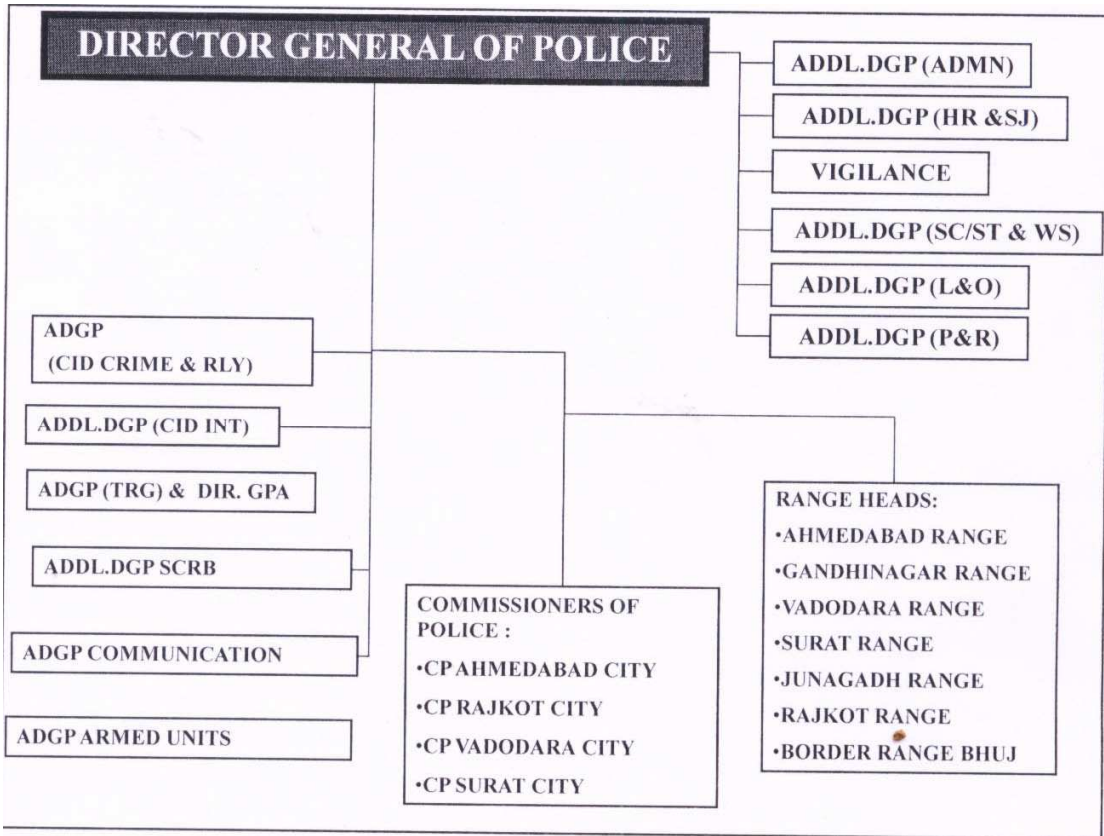 DIRECTOR GENERAL OF POLICE
ADDL.DGP (ADMN)
ADDL.DGP (HR &SJ)
VIGILANCE
ADDL.DGP (SC/ST & WS)
ADDL.DGP (L&O)
ADDL.DGP (P&R)
ADGP
(CID CRIME & RLY)
ADDL.DGP (CID INT)
ADGP (TRG) & DIR. GPA
ADDL.DGP SCRB
ADGP COMMUNICATION
ADGP ARMED UNITS
COMMISSIONERS OF
POLICE :
•CP AHMEDABAD CITY
•CP RAJKOT CITY
•CP VADODARA CITY
•CP SURAT CITY
RANGE HEADS:
•AHMEDABAD RANGE
•GANDHINAGAR RANGE
•VADODARA RANGE
•SURAT RANGE
•JUNAGADH RANGE
•RAJKOT RANGE
•BORDER RANGE BHUJ